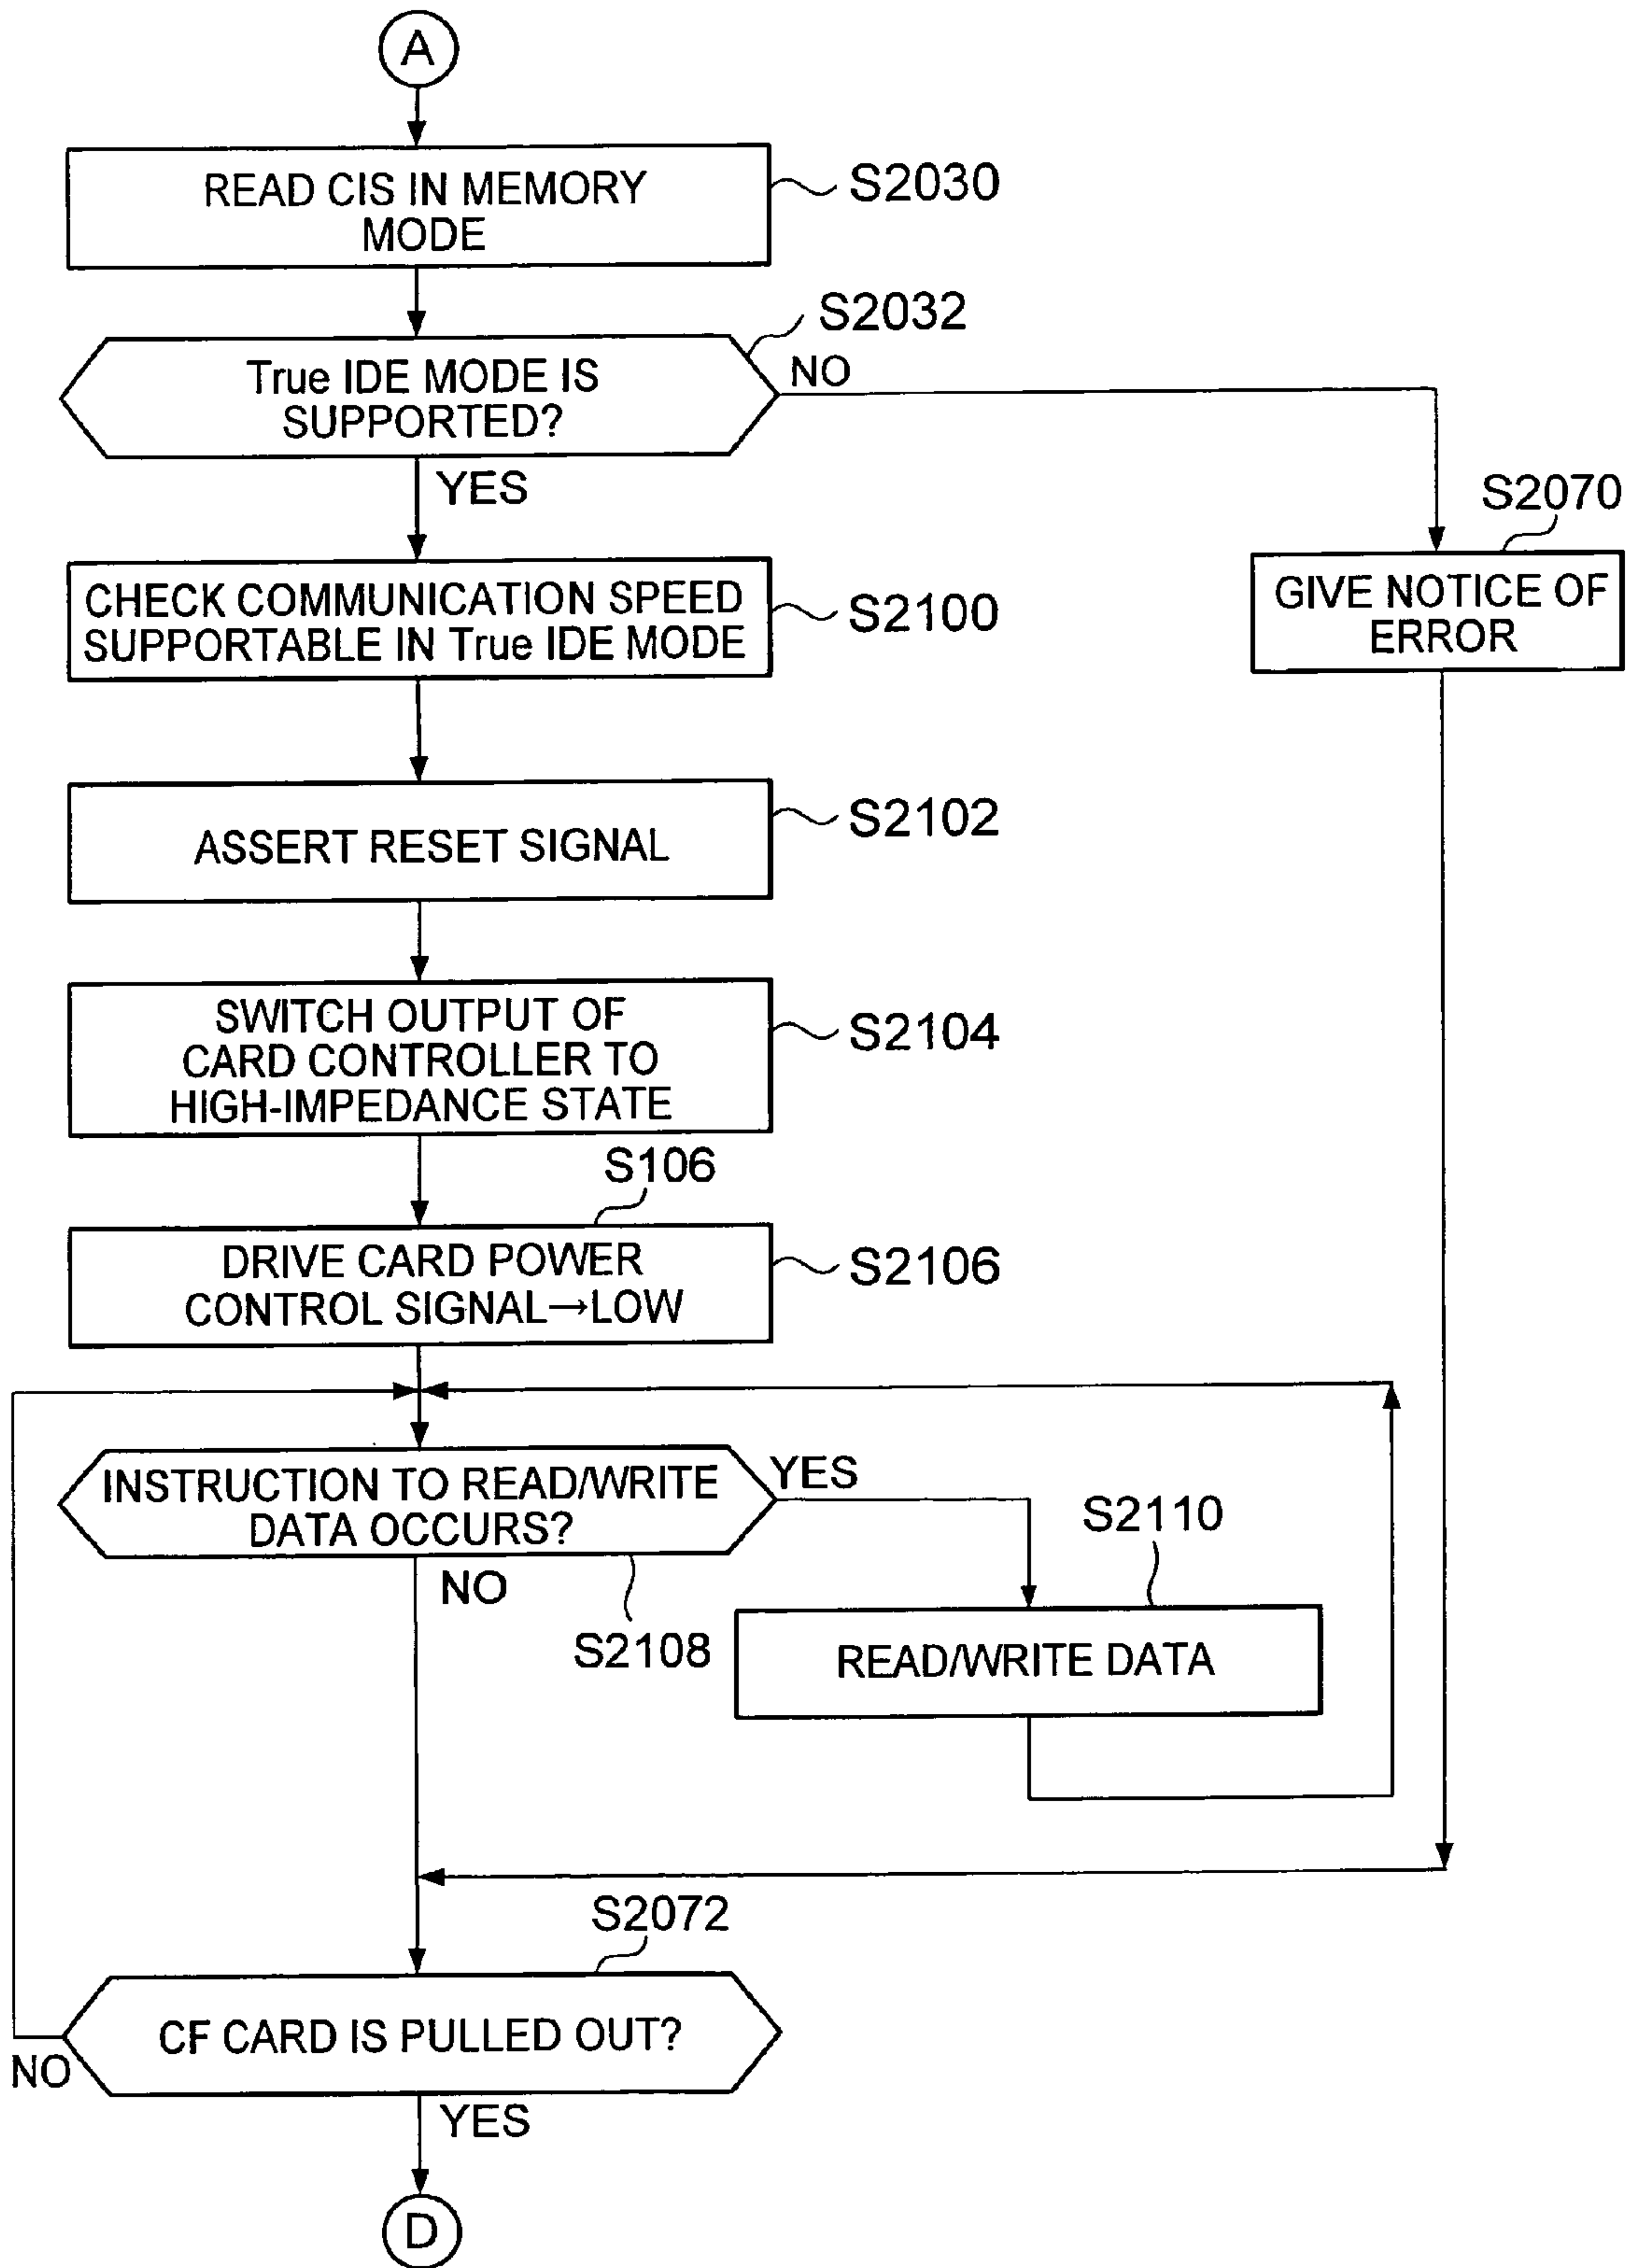 A
READ CIS IN MEMORY
MODE
S2030
S2032
True IDE MODE IS
SUPPORTED?
NO
YES
S2070
GIVE NOTICE OF
ERROR
CHECK COMMUNICATION SPEED
SUPPORTABLE IN True IDE MODE
S2100
ASSERT RESET SIGNAL
S2102
SWITCH OUTPUT OF
CARD CONTROLLER TO
HIGH-IMPEDANCE STATE
S2104
S106
DRIVE CARD POWER
CONTROL SIGNAL→LOW
S2106
INSTRUCTION TO READ/WRITE
DATA OCCURS?
YES
NO
S2108
S2110
READ/WRITE DATA
S2072
CF CARD IS PULLED OUT?
NO
YES
D